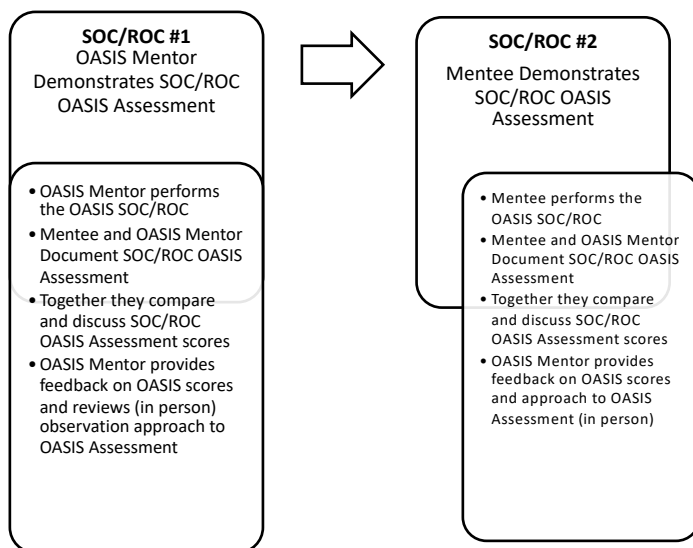 SOC/ROC #1
OASIS Mentor
Demonstrates SOC/ROC
OASIS Assessment
• OASIS Mentor performs
the OASIS SOC/ROC
• Mentee and OASIS Mentor
Document SOC/ROC OASIS
Assessment
• Together they compare
and discuss SOC/ROC
OASIS Assessment scores
• OASIS Mentor provides
feedback on OASIS scores
and reviews (in person)
observation approach to
OASIS Assessment
SOC/ROC #2
Mentee Demonstrates
SOC/ROC OASIS
Assessment
• Mentee performs the
OASIS SOC/ROC
• Mentee and OASIS Mentor
Document SOC/ROC OASIS
Assessment
• Together they compare
and discuss SOC/ROC
OASIS Assessment scores
• OASIS Mentor provides
feedback on OASIS scores
and approach to OASIS
Assessment (in person)